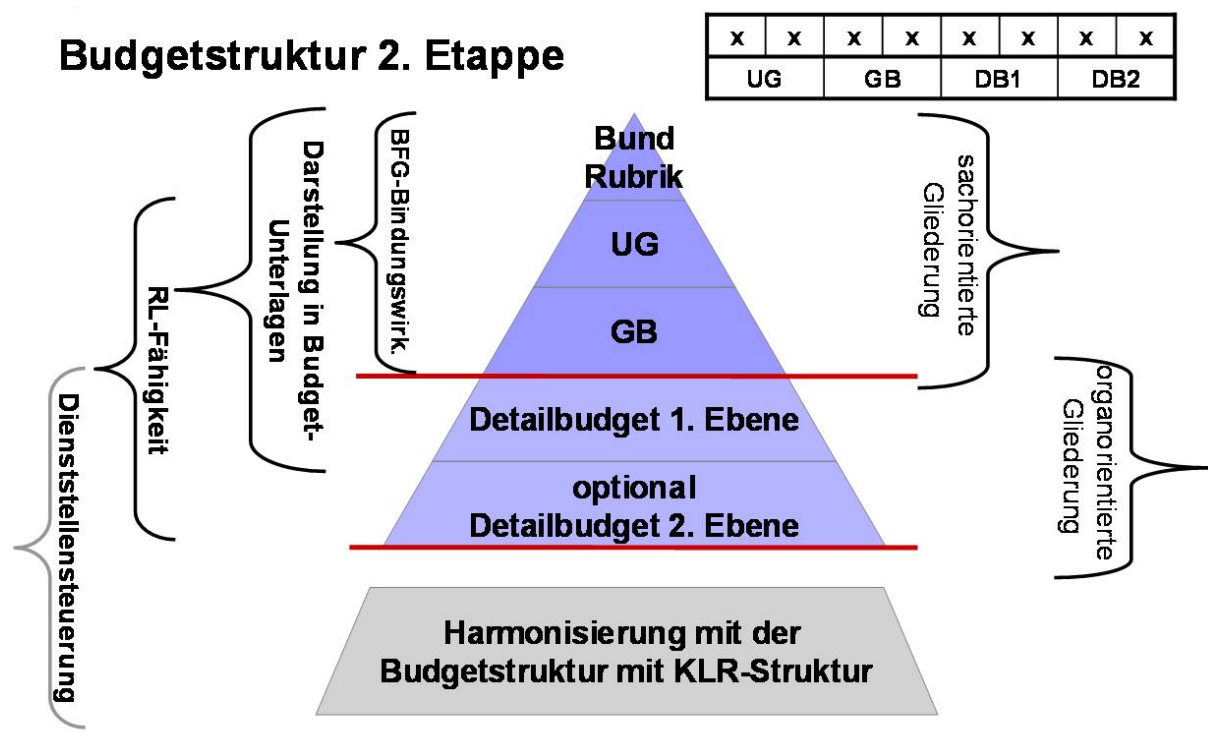 Budgetstruktur 2. Etappe
x x x x x x x x
UG GB DB1 DB2
Bund
Rubrik
UG
GB
Detailbudget 1. Ebene
optional
Detailbudget 2. Ebene
Harmonisierung mit der
Budgetstruktur mit KLR-Struktur
BFG-Bindungswirk.
Darstellung in Budget-
Unterlagen
RL-Fähigkeit
Dienststellensteuerung
sachorientierte
Gliederung
organorientierte
Gliederung